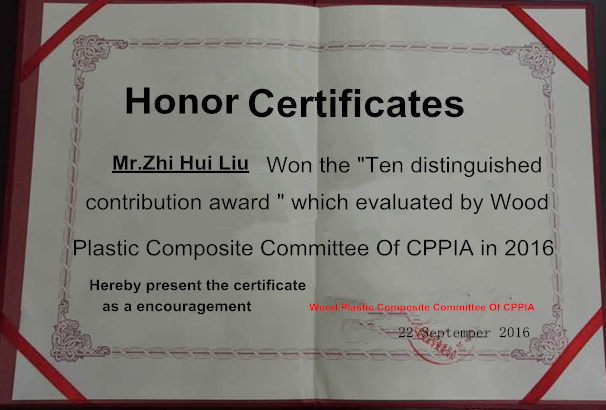 Honor Certificates
Mr.Zhi Hui Liu Won the "Ten distinguished
contribution award " which evaluated by Wood
Plastic Composite Committee Of CPPIA in 2016
Hereby present the certificate
as a encouragement
Wood Plastic Composite Committee Of CPPIA
22 Septemper 2016